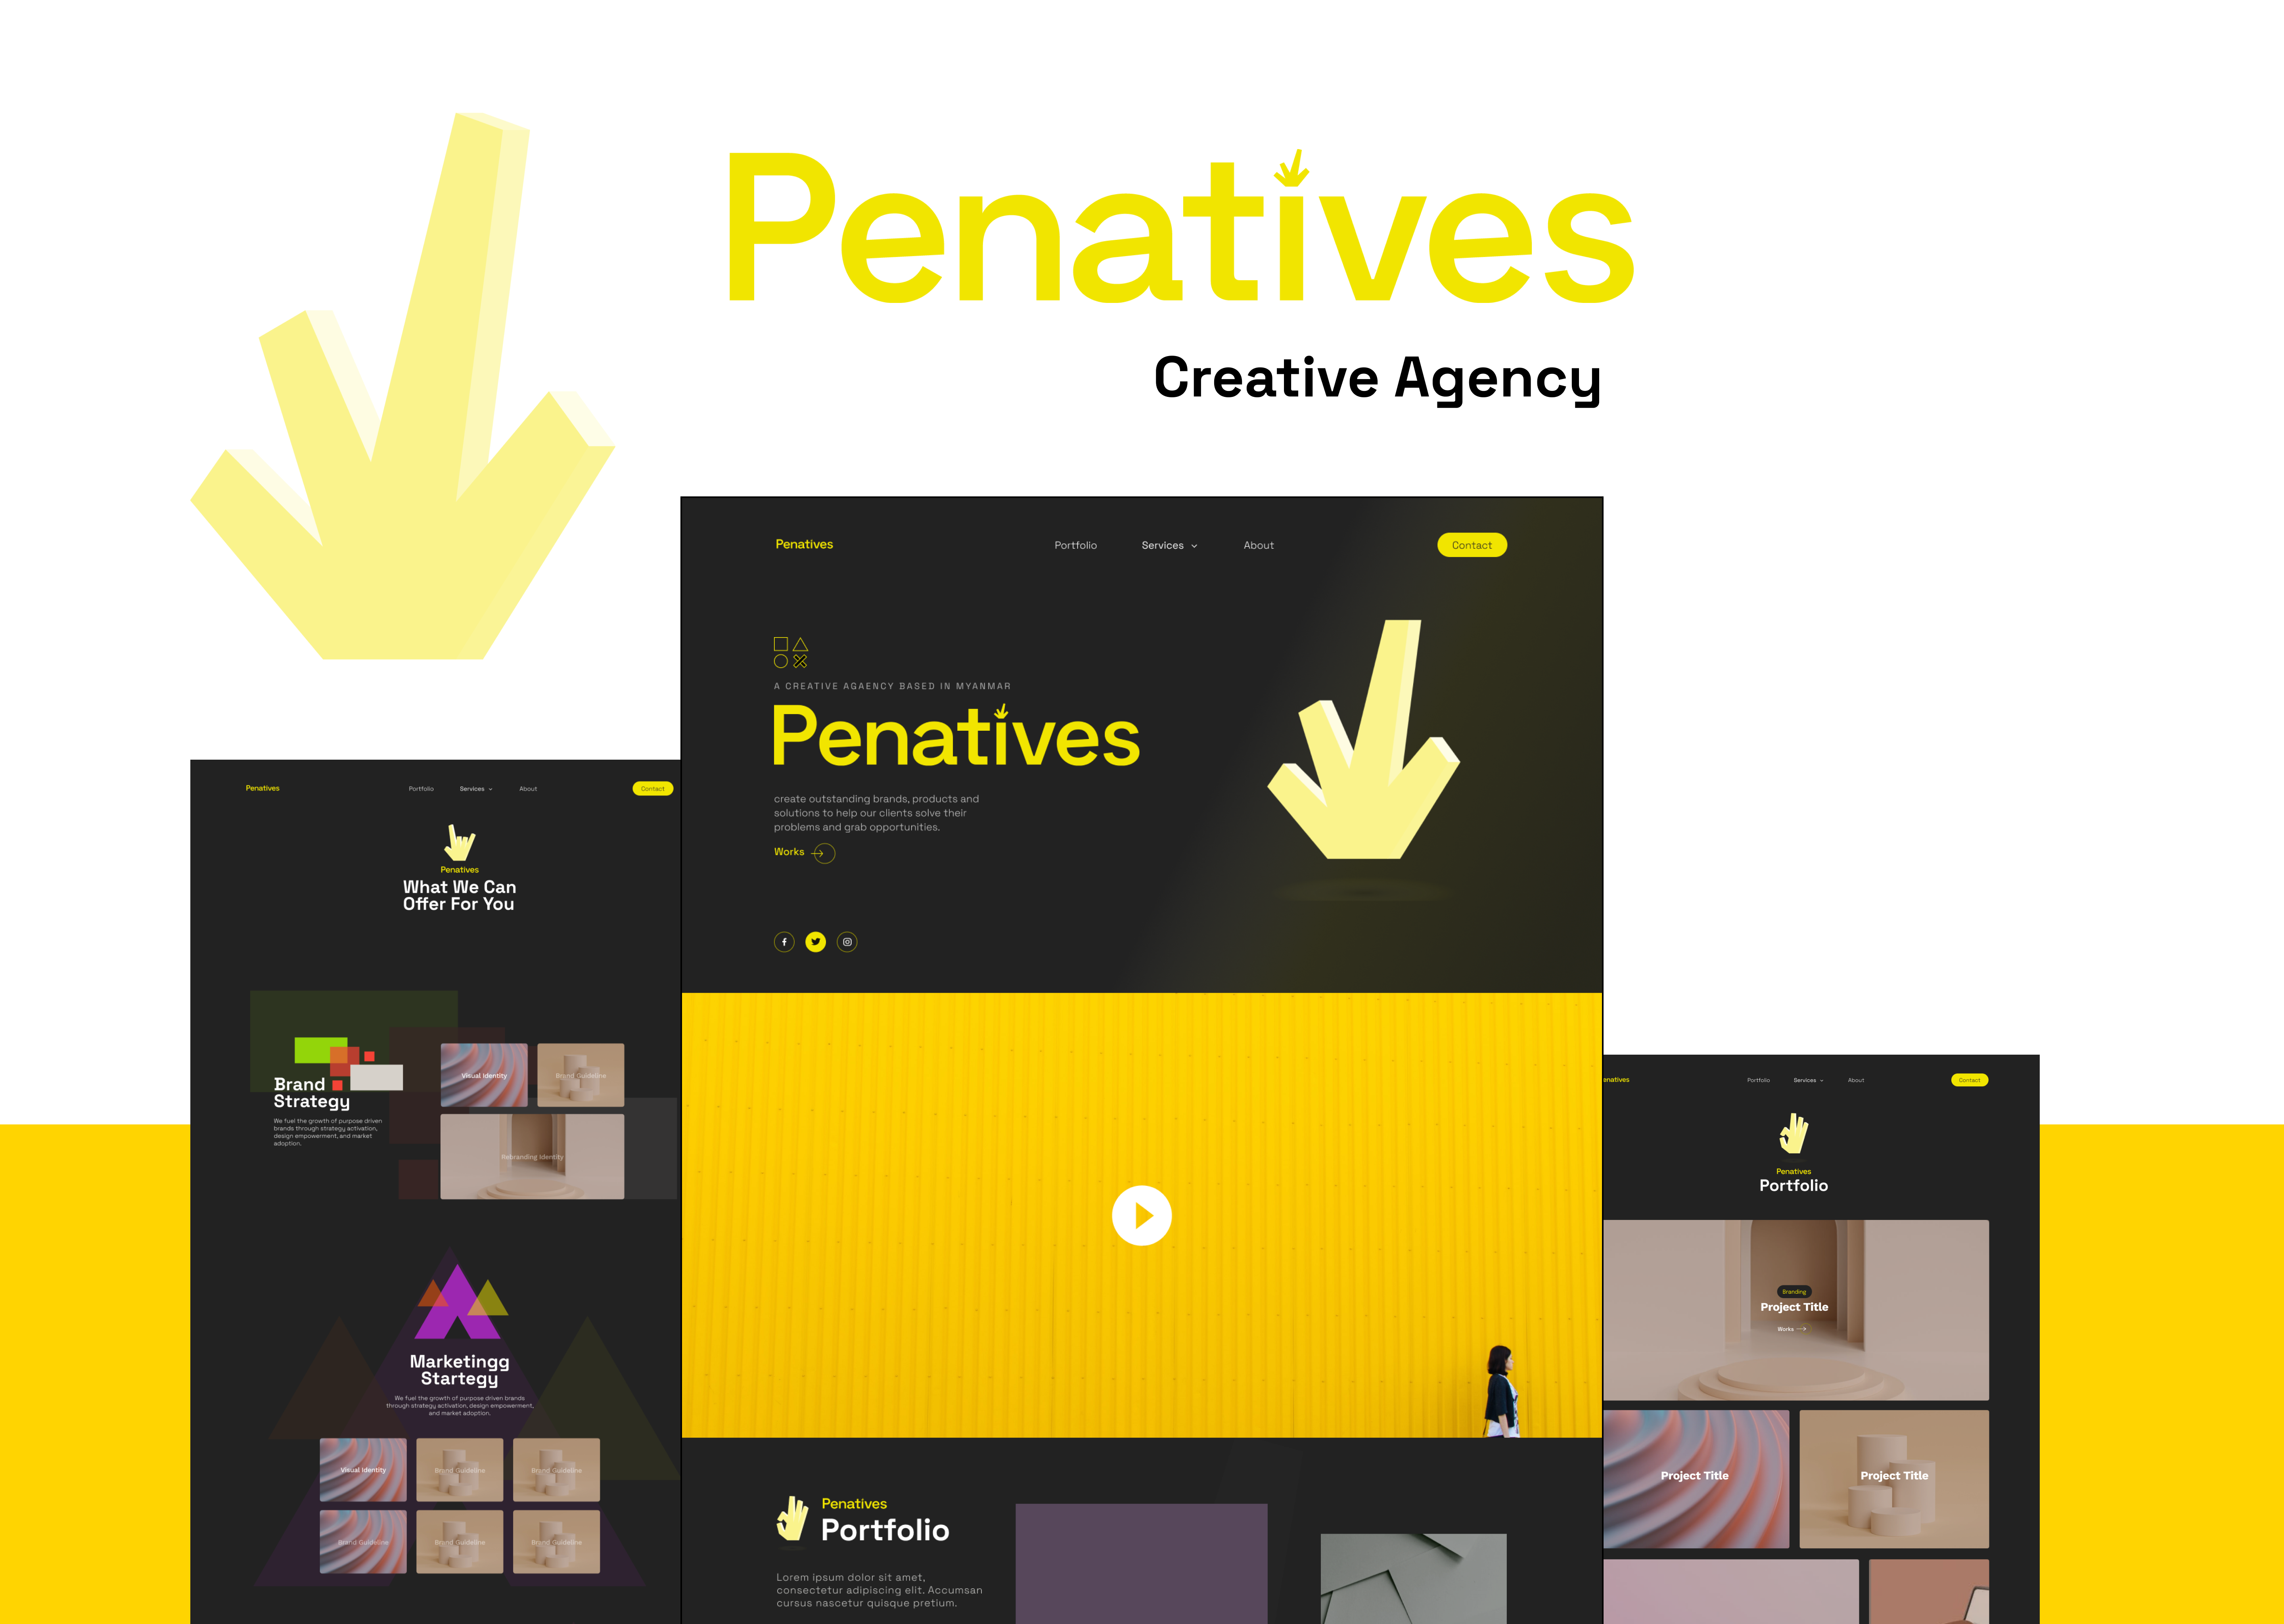 Penatives
Creative Agency
Penatives
Portfolio
Services
About
Contact
A CREATIVE AGAENCY BASED IN MYANMAR
Penatives
create outstanding brands, products and
solutions to help our clients solve their
problems and grab opportunities.
Works
Penatives
Portfolio
Lorem ipsum dolor sit amet,
consectetur adipiscing elit. Accumsan
cursus nascetur quisque pretium.
Penatives
Portfolio
Services
About
Contact
Penatives
What We Can
Offer For You
Brand
Strategy
We fuel the growth of purpose driven
brands through strategy activation,
design empowerment, and market
adoption.
Visual Identity
Brand Guideline
Rebranding Identity
Marketingg
Startegy
We fuel the growth of purpose driven brands
through strategy activation, design empowerment,
and market adoption.
Visual Identity
Brand Guideline
Brand Guideline
Brand Guideline
Brand Guideline
Brand Guideline
enatives
Portfolio
Services
About
Contact
Penatives
Portfolio
Branding
Project Title
Works
Project Title
Project Title